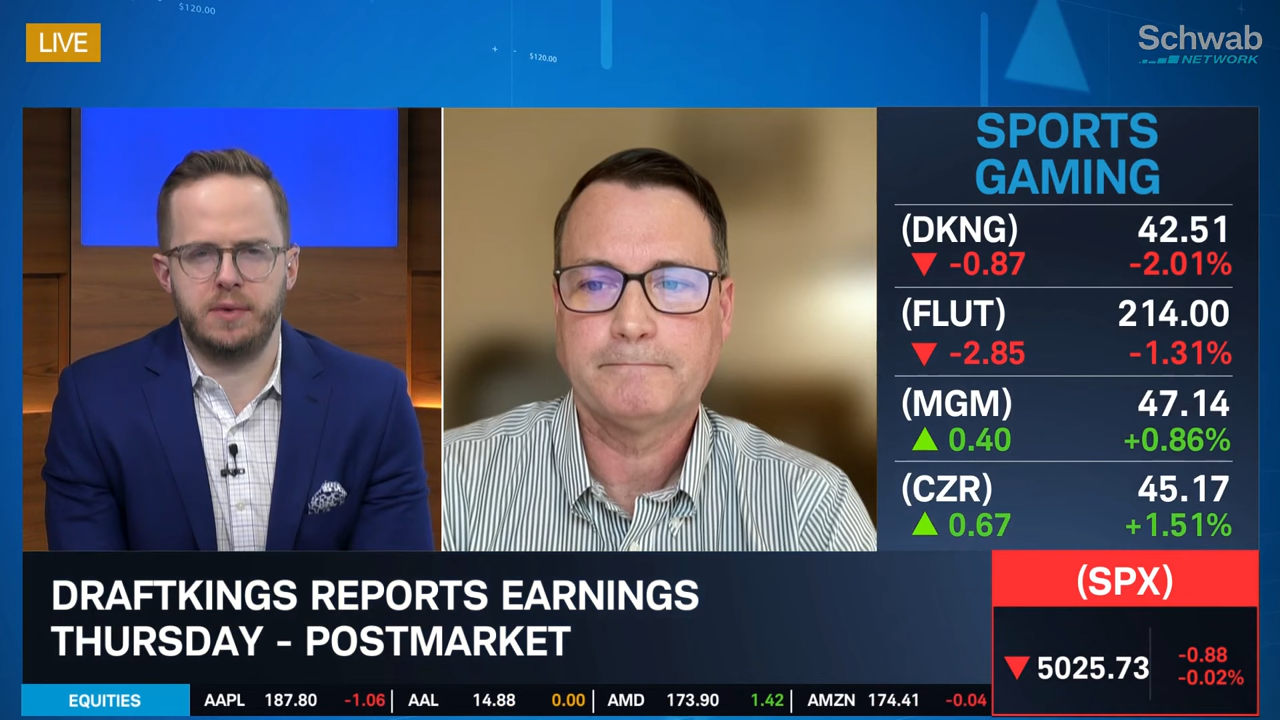 $120.00
LIVE
$120.00
Schwab
NETWORK
SPORTS
GAMING
(DKNG) 42.51
▼ -0.87 -2.01%
(FLUT) 214.00
▼ -2.85 -1.31%
(MGM) 47.14
▲ 0.40 +0.86%
(CZR) 45.17
▲ 0.67 +1.51%
DRAFTKINGS REPORTS EARNINGS
THURSDAY - POSTMARKET
(SPX)
▼ 5025.73 -0.88
-0.02%
EQUITIES AAPL 187.80 -1.06 AAL 14.88 0.00 AMD 173.90 1.42 AMZN 174.41 -0.04